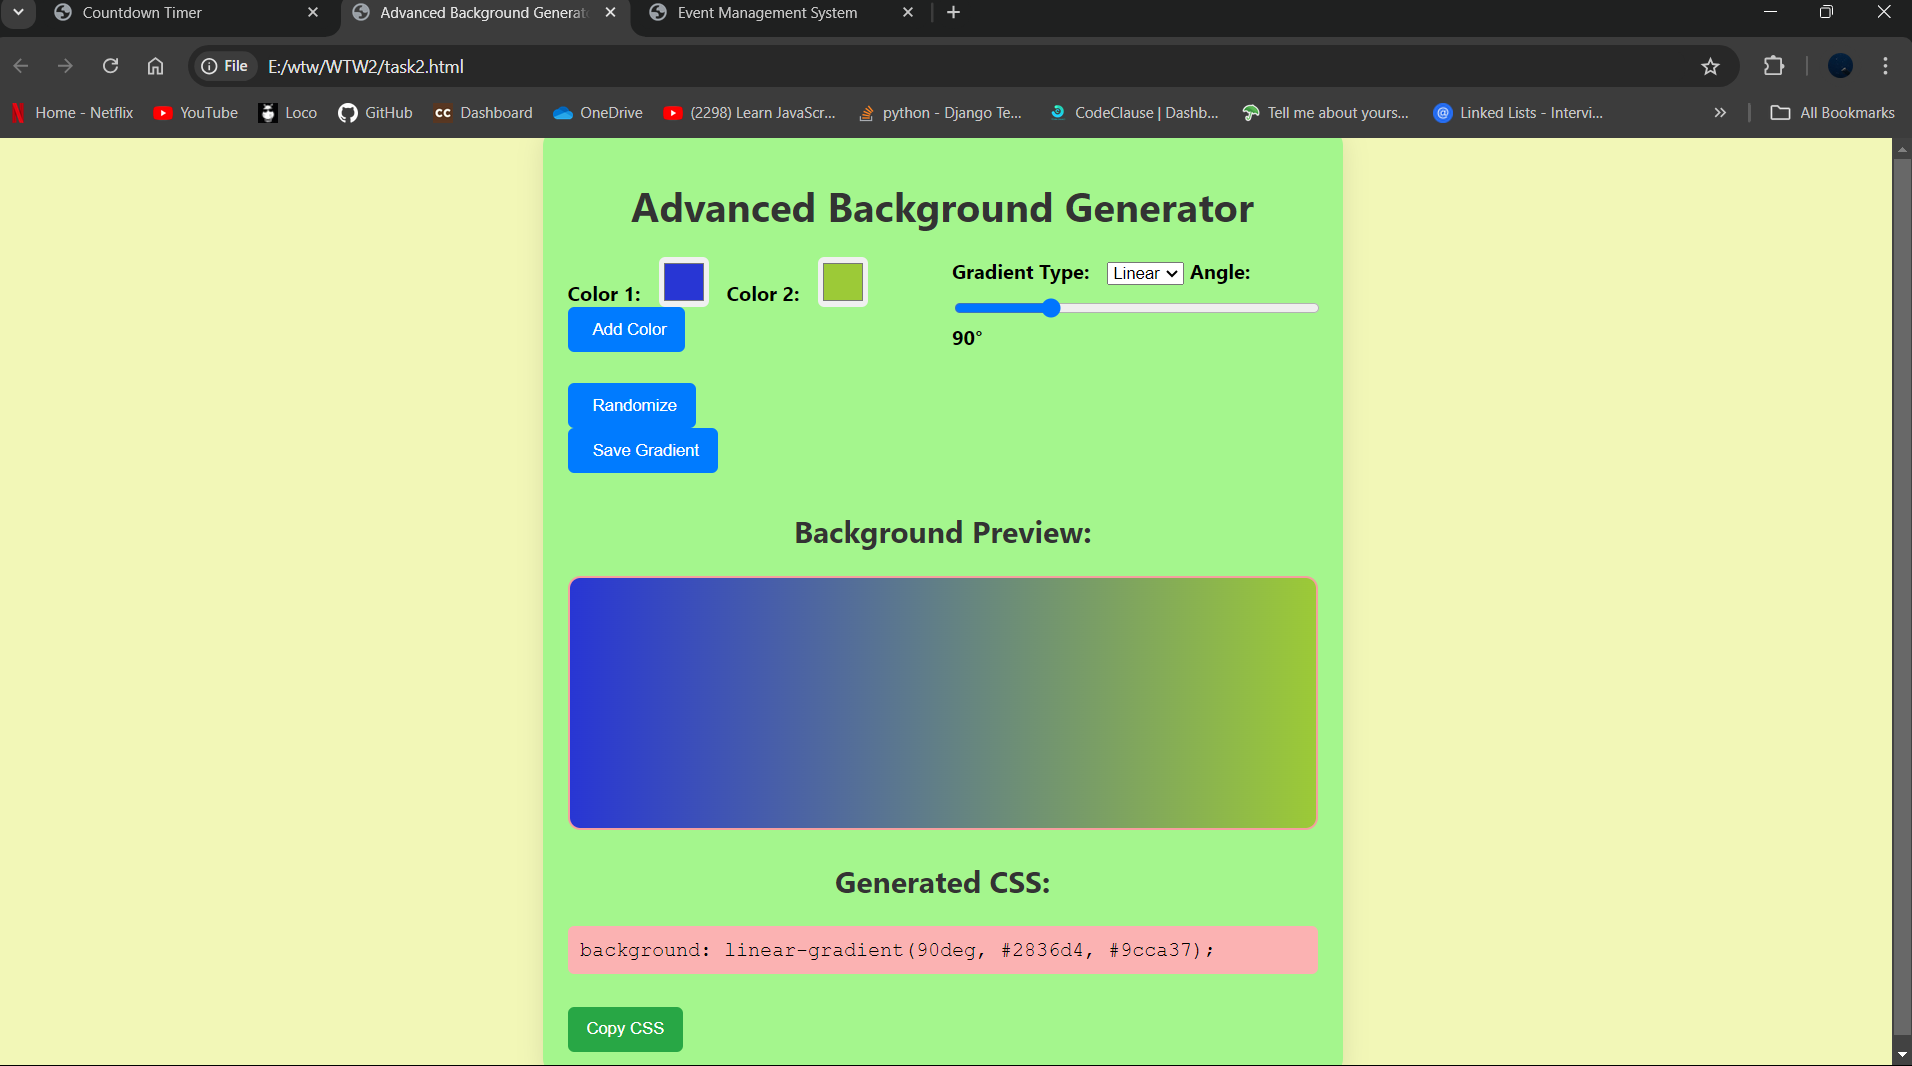 Countdown Timer
Advanced Background Generat
Event Management System
File E:/wtw/WTW2/task2.html
Home - Netflix YouTube Loco GitHub CC Dashboard OneDrive (2298) Learn JavaScr... python - Django Te... CodeClause | Dashb... Tell me about yours... Linked Lists - Intervi... All Bookmarks
Advanced Background Generator
Color 1: Color 2:
Add Color
Gradient Type: Linear Angle:
90°
Randomize
Save Gradient
Background Preview:
Generated CSS:
background: linear-gradient(90deg, #2836d4, #9cca37);
Copy CSS